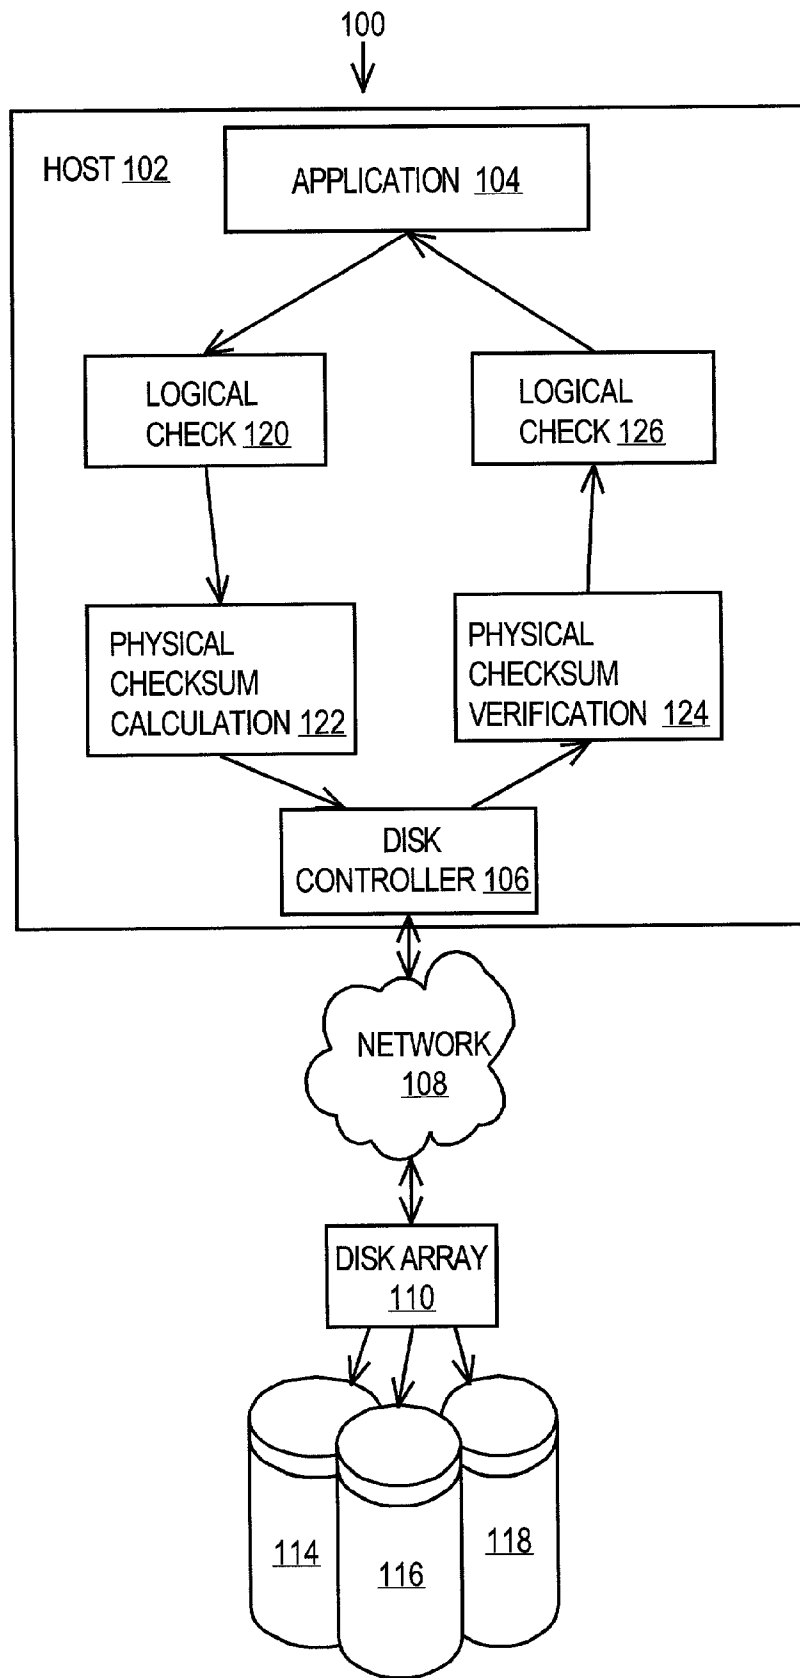 100
HOST 102
APPLICATION 104
LOGICAL
CHECK 120
LOGICAL
CHECK 126
PHYSICAL
CHECKSUM
CALCULATION 122
PHYSICAL
CHECKSUM
VERIFICATION 124
DISK
CONTROLLER 106
NETWORK
108
DISK ARRAY
110
114
116
118